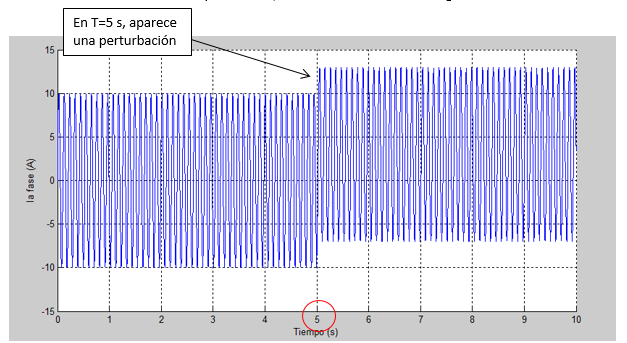 En T=5 s, aparece
una perturbación
15
10
5
0
-5
-10
-15
Ia fase (A)
0 1 2 3 4 5 6 7 8 9 10
Tiempo (s)